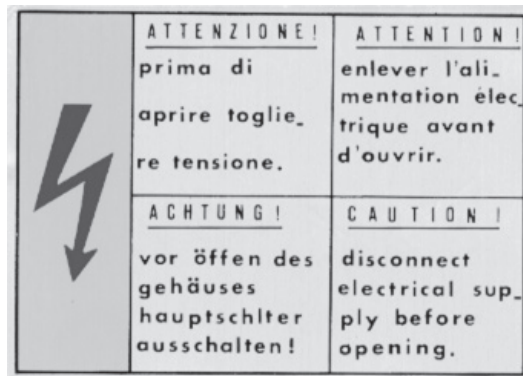 ATTENZIONE!
prima di
aprire toglie_
re tensione.
ATTENTION!
enlever l'ali_
mentation élec_
trique avant
d'ouvrir.
ACHTUNG!
vor öffen des
gehäuses
hauptschlter
ausschalten!
CAUTION!
disconnect
electrical sup_
ply before
opening.